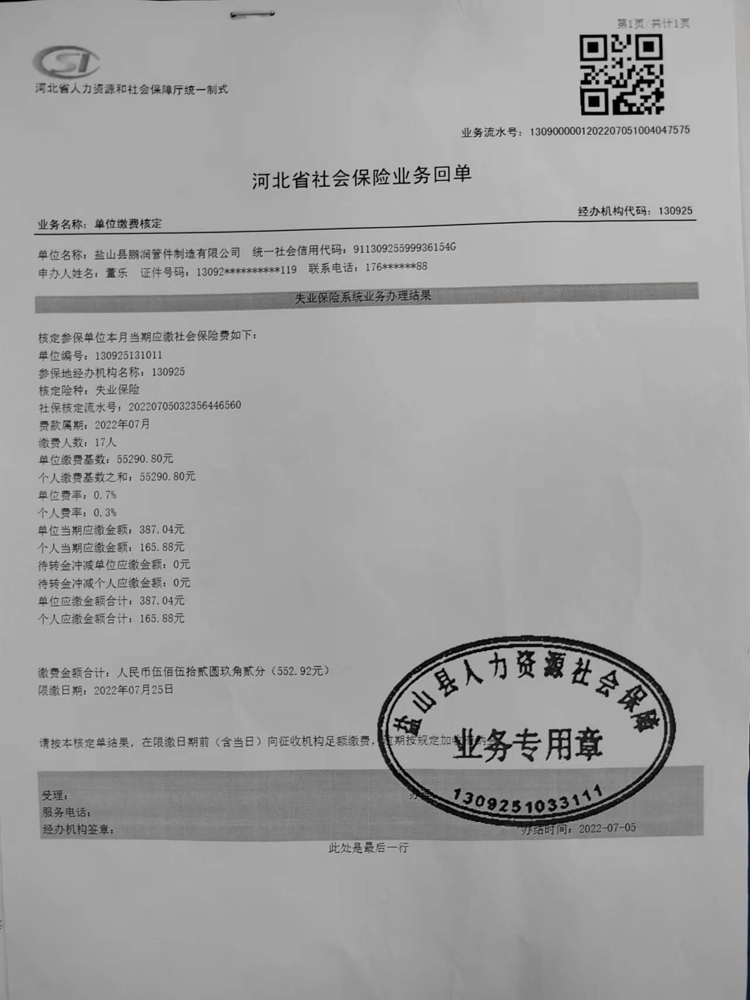 第1页/共计1页
SI
河北省人力资源和社会保障厅统一制式
业务流水号：13090000012022070510040​47575
河北省社会保险业务回单
经办机构代码：130925
业务名称：单位缴费核定
单位名称：盐山县鹏润管件制造有限公司 统一社会信用代码：91130925599936154G
申办人姓名：董乐 证件号码：13092**********119 联系电话：176******88
失业保险系统业务办理结果
核定参保单位本月当期应缴社会保险费如下：
单位编号：130925131011
参保地经办机构名称：130925
核定险种：失业保险
社保核定流水号：20220705032356446560
费款属期：2022年07月
缴费人数：17人
单位缴费基数：55290.80元
个人缴费基数之和：55290.80元
单位费率：0.7%
个人费率：0.3%
单位当期应缴金额：387.04元
个人当期应缴金额：165.88元
待转金冲减单位应缴金额：0元
待转金冲减个人应缴金额：0元
单位应缴金额合计：387.04元
个人应缴金额合计：165.88元
缴费金额合计：人民币伍佰伍拾贰圆玖角贰分（552.92元）
限缴日期：2022年07月25日
请按本核定单结果，在限缴日期前（含当日）向征收机构足额缴费，逾期按规定加收滞纳金
盐山县人力资源社会保障
业务专用章
1309251033111
受理：
服务电话：
经办机构签章：
办结时间：2022-07-05
此处是最后一行